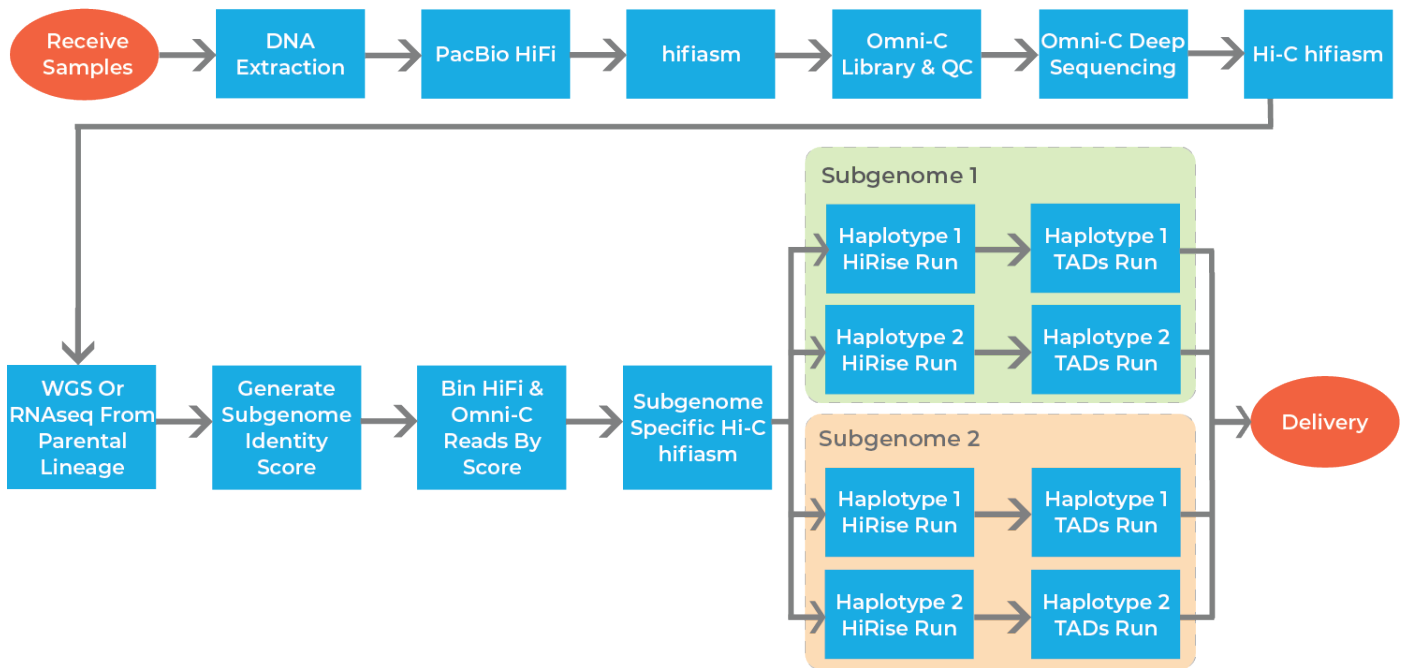 Receive
Samples
DNA
Extraction
PacBio HiFi
hifiasm
Omni-C
Library & QC
Omni-C Deep
Sequencing
Hi-C hifiasm
WGS Or
RNAseq From
Parental
Lineage
Generate
Subgenome
Identity
Score
Bin HiFi &
Omni-C
Reads By
Score
Subgenome
Specific Hi-C
hifiasm
Subgenome 1
Haplotype 1
HiRise Run
Haplotype 1
TADs Run
Haplotype 2
HiRise Run
Haplotype 2
TADs Run
Subgenome 2
Haplotype 1
HiRise Run
Haplotype 1
TADs Run
Haplotype 2
HiRise Run
Haplotype 2
TADs Run
Delivery